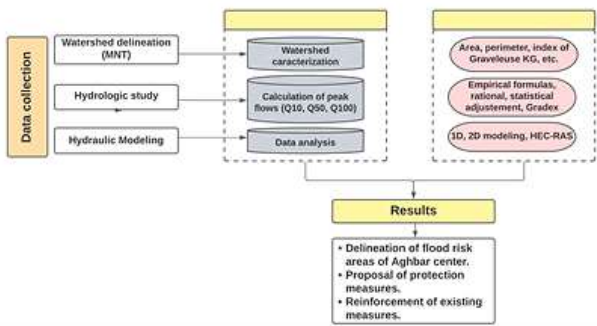 Data collection
Watershed delineation
(MNT)
Hydrologic study
Hydraulic Modeling
Watershed
caracterization
Calculation of peak
flows (Q10, Q50, Q100)
Data analysis
Area, perimeter, index of
Graveleuse KG, etc.
Empirical formulas,
rational, statistical
adjustement, Gradex
1D, 2D modeling, HEC-RAS
Results
• Delineation of flood risk
areas of Aghbar center.
• Proposal of protection
measures.
• Reinforcement of existing
measures.